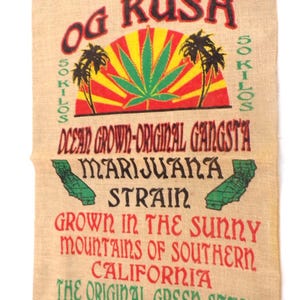 OG KUSH
50 KILOS
50 KILOS
OCEAN GROWN-ORIGINAL GANGSTA
MARIJUANA
STRAIN
GROWN IN THE SUNNY
MOUNTAINS OF SOUTHERN
CALIFORNIA
THE ORIGINAL GREEN